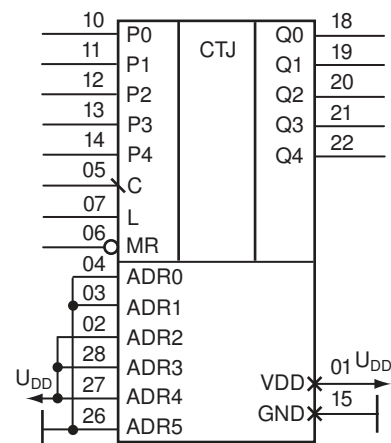 10 P0 CTJ Q0 18
11 P1 Q1 19
12 P2 Q2 20
13 P3 Q3 21
14 P4 Q4 22
05 C
07 L
06 MR
04 ADR0
03 ADR1
02 ADR2
28 ADR3
UDD 27 ADR4 VDD 01 UDD
26 ADR5 GND 15